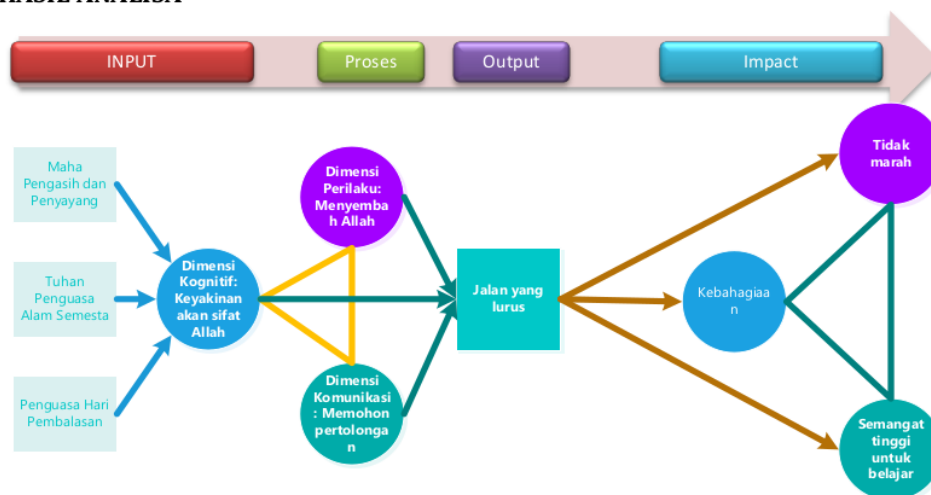 HASIL ANALISA
INPUT
Proses
Output
Impact
Maha
Pengasih dan
Penyayang
Tuhan
Penguasa
Alam Semesta
Penguasa Hari
Pembalasan
Dimensi
Kognitif:
Keyakinan
akan sifat
Allah
Dimensi
Perilaku:
Menyemba
h Allah
Dimensi
Komunikasi
: Memohon
pertolonga
n
Jalan yang
lurus
Tidak
marah
Kebahagiaa
n
Semangat
tinggi
untuk
belajar